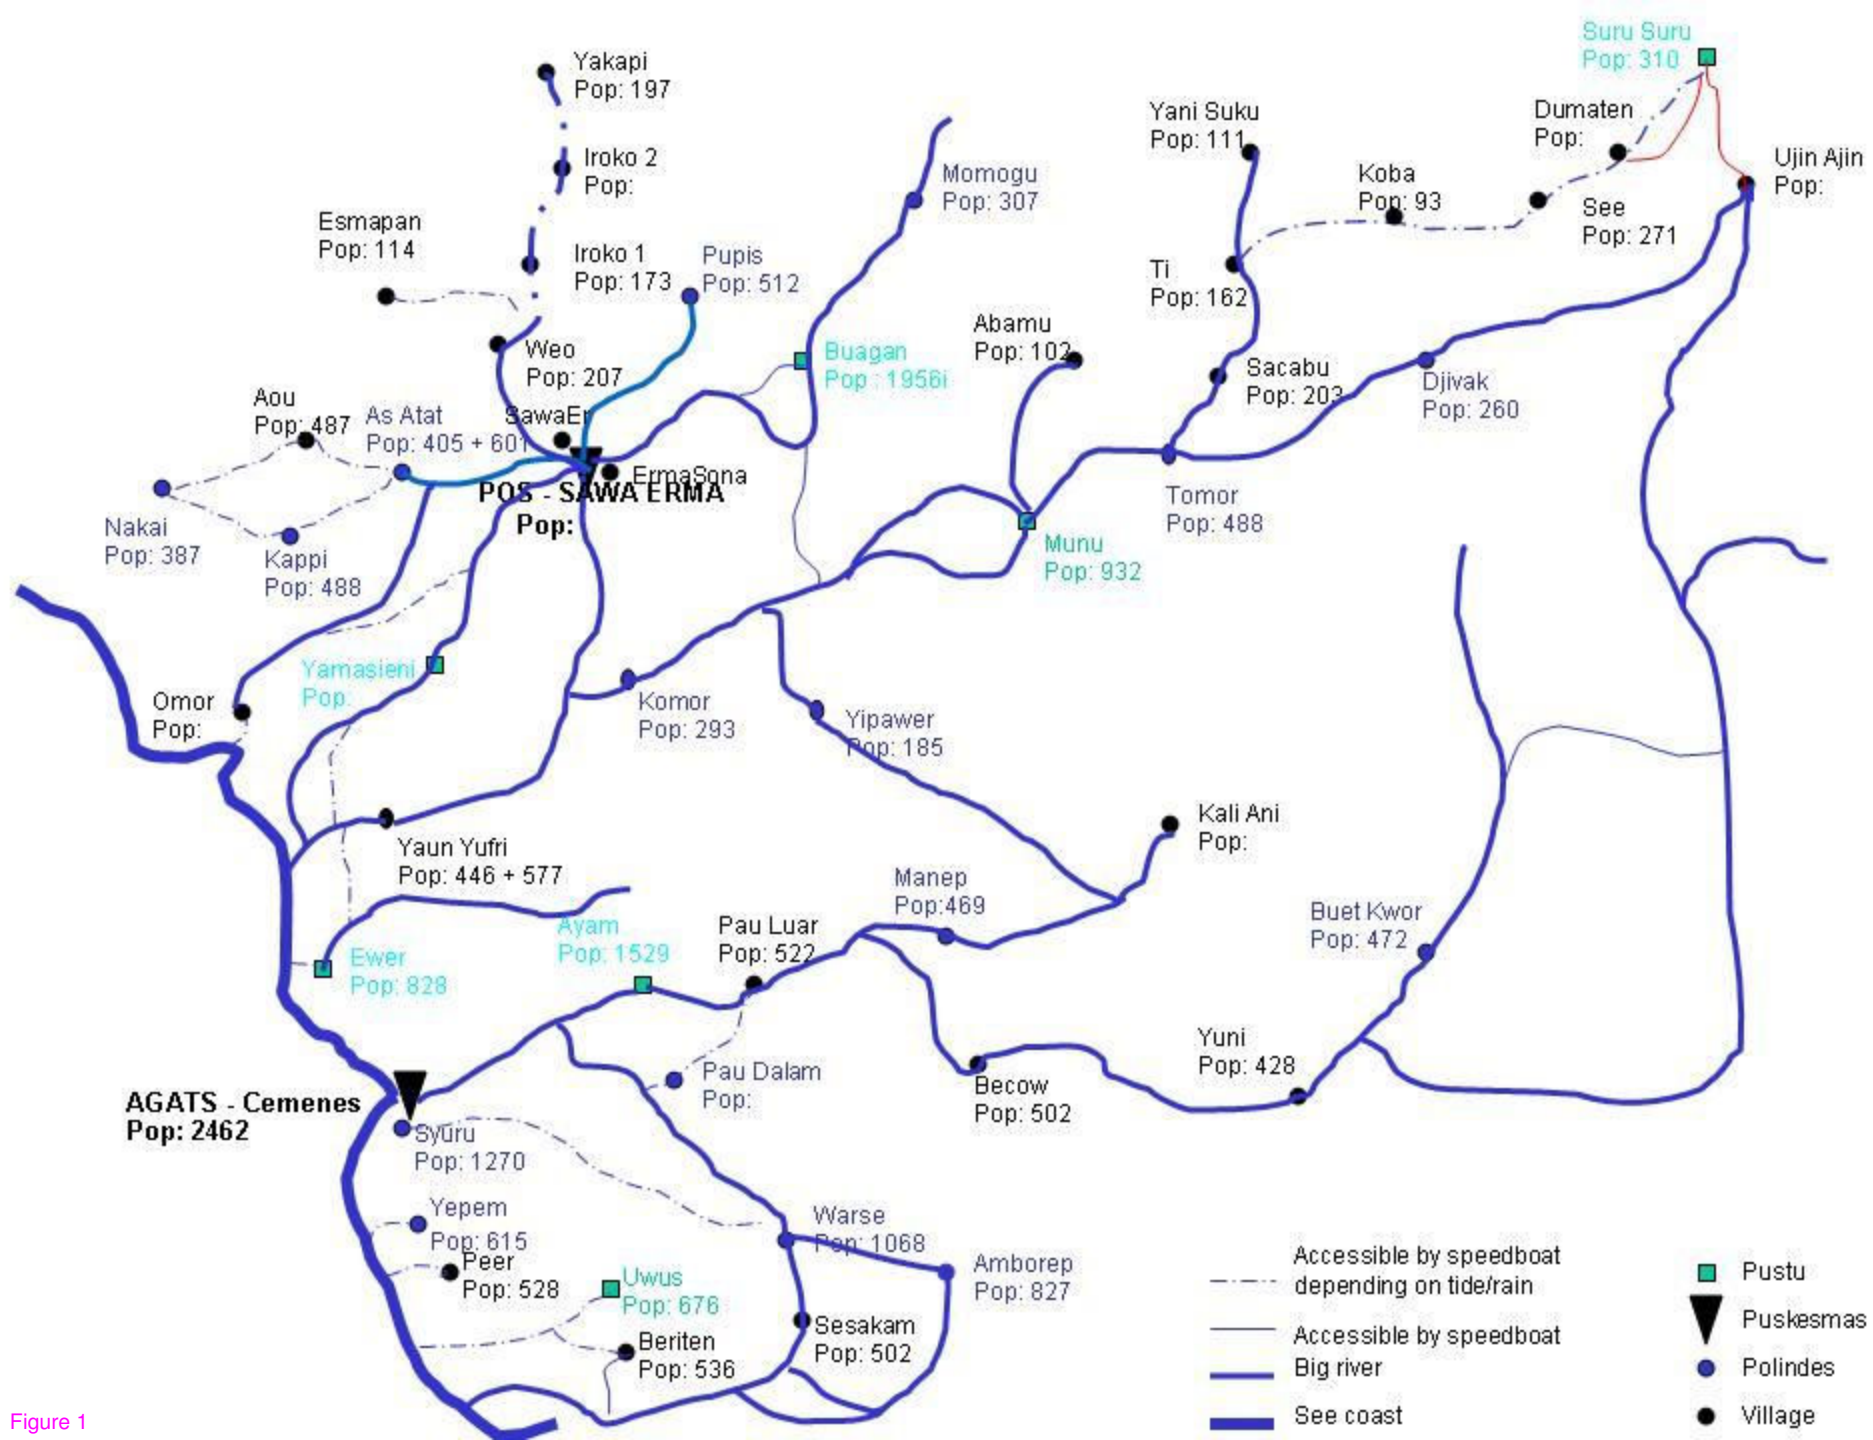 Suru Suru
Pop: 310
Yakapi
Pop: 197
Yani Suku
Pop: 111
Dumaten
Pop:
Iroko 2
Pop:
Ujin Ajin
Pop:
Momogu
Pop: 307
Koba
Pop: 93
See
Pop: 271
Esmapan
Pop: 114
Iroko 1
Pop: 173
Pupis
Pop: 512
Ti
Pop: 162
Abamu
Pop: 102
Weo
Pop: 207
Buagan
Pop : 1956i
Sacabu
Pop: 203
Djivak
Pop: 260
Aou
Pop: 487
As Atat
Pop: 405 + 601
SawaEr
ErmaSona
POS - SAWA ERMA
Pop:
Tomor
Pop: 488
Nakai
Pop: 387
Kappi
Pop: 488
Munu
Pop: 932
Yamasieni
Pop:
Omor
Pop:
Komor
Pop: 293
Yipawer
Pop: 185
Kali Ani
Pop:
Yaun Yufri
Pop: 446 + 577
Manep
Pop:469
Buet Kwor
Pop: 472
Ayam
Pop: 1529
Pau Luar
Pop: 522
Ewer
Pop: 828
Yuni
Pop: 428
Pau Dalam
Pop:
Becow
Pop: 502
AGATS - Cemenes
Pop: 2462
Syuru
Pop: 1270
Yepem
Pop: 615
Warse
Pop: 1068
Peer
Pop: 528
Amborep
Pop: 827
Uwus
Pop: 676
Sesakam
Pop: 502
Beriten
Pop: 536
Accessible by speedboat
depending on tide/rain
Accessible by speedboat
Big river
See coast
Pustu
Puskesmas
Polindes
Village
Figure 1